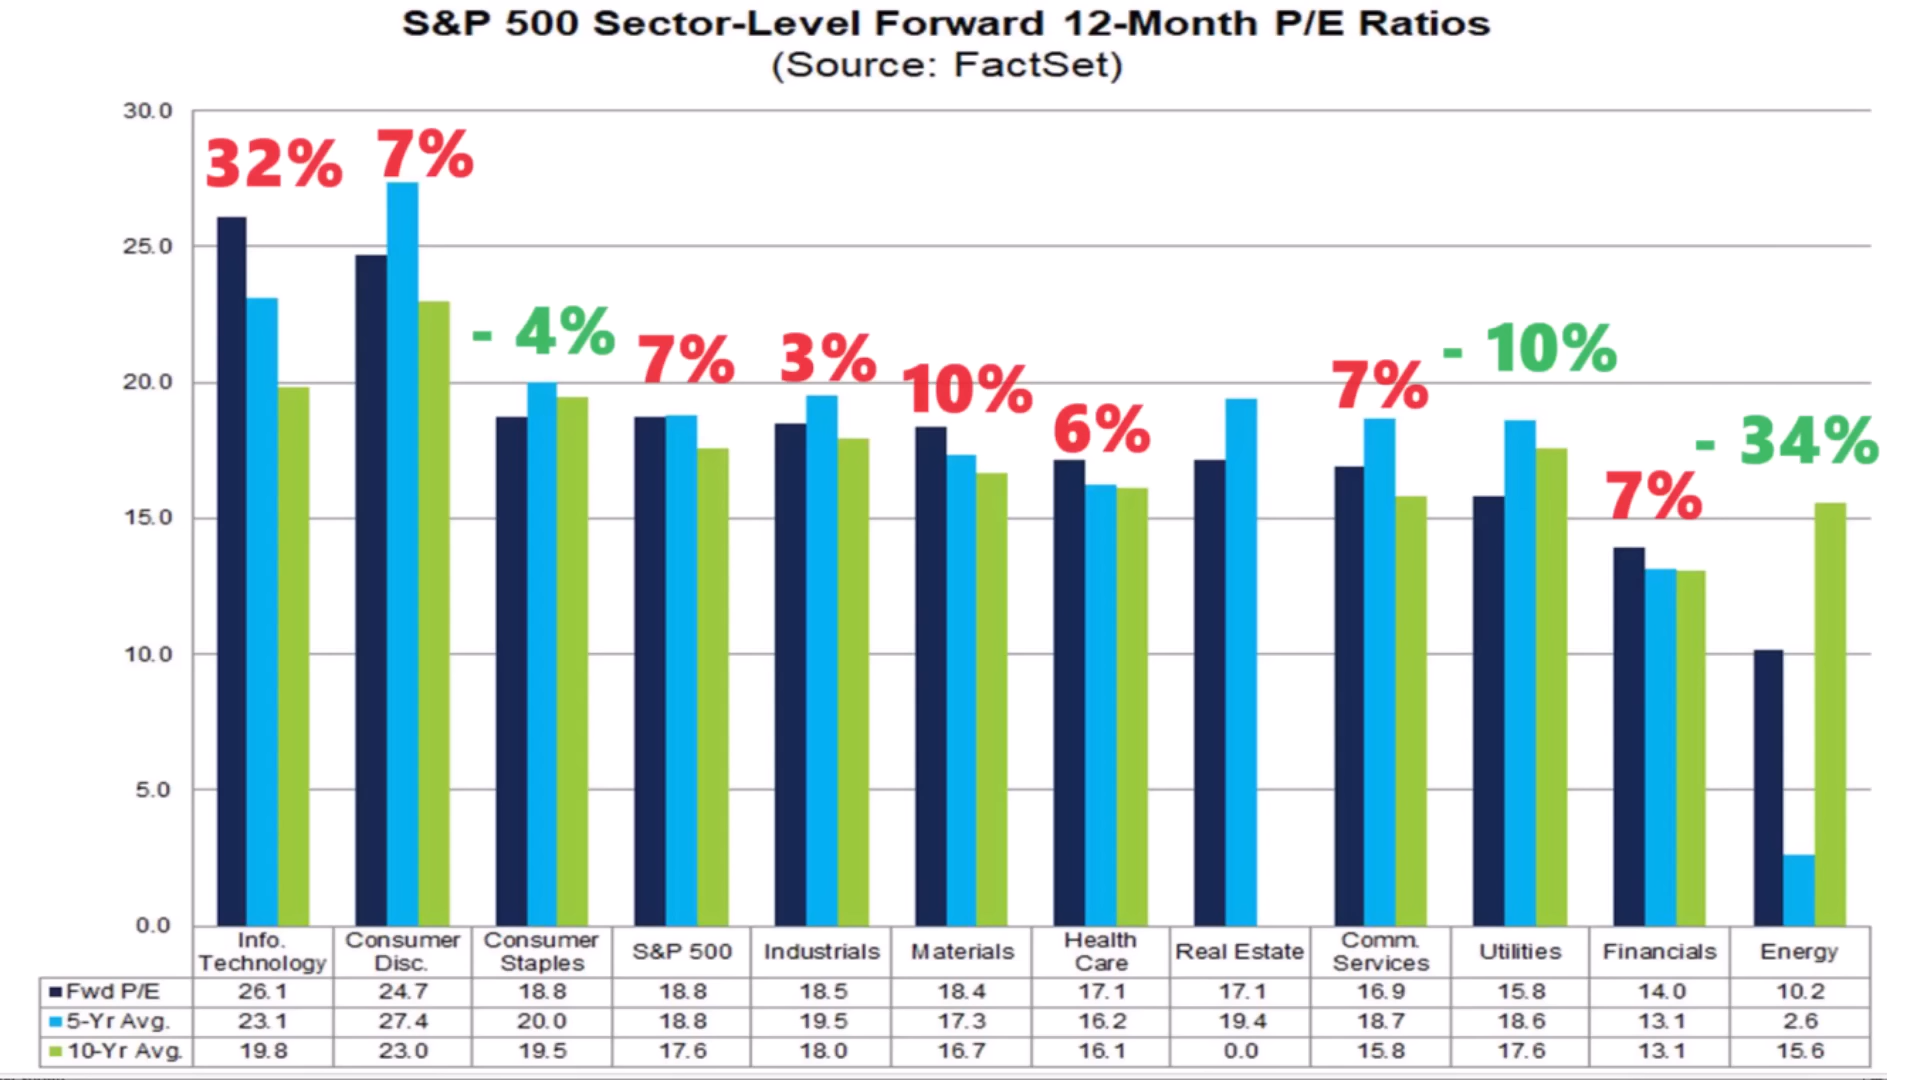 S&P 500 Sector-Level Forward 12-Month P/E Ratios
(Source: FactSet)
30.0
25.0
20.0
15.0
10.0
5.0
0.0
32% 7% - 4% 7% 3% 10% 6% 7% - 10% 7% - 34%
Info. Technology Consumer Disc. Consumer Staples S&P 500 Industrials Materials Health Care Real Estate Comm. Services Utilities Financials Energy
Fwd P/E 26.1 24.7 18.8 18.8 18.5 18.4 17.1 17.1 16.9 15.8 14.0 10.2
5-Yr Avg. 23.1 27.4 20.0 18.8 19.5 17.3 16.2 19.4 18.7 18.6 13.1 2.6
10-Yr Avg. 19.8 23.0 19.5 17.6 18.0 16.7 16.1 0.0 15.8 17.6 13.1 15.6